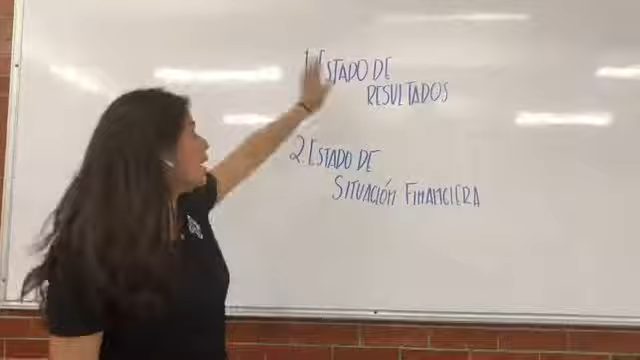 1. ESTADO DE
RESULTADOS
2. ESTADO DE
SITUACIÓN FINANCIERA